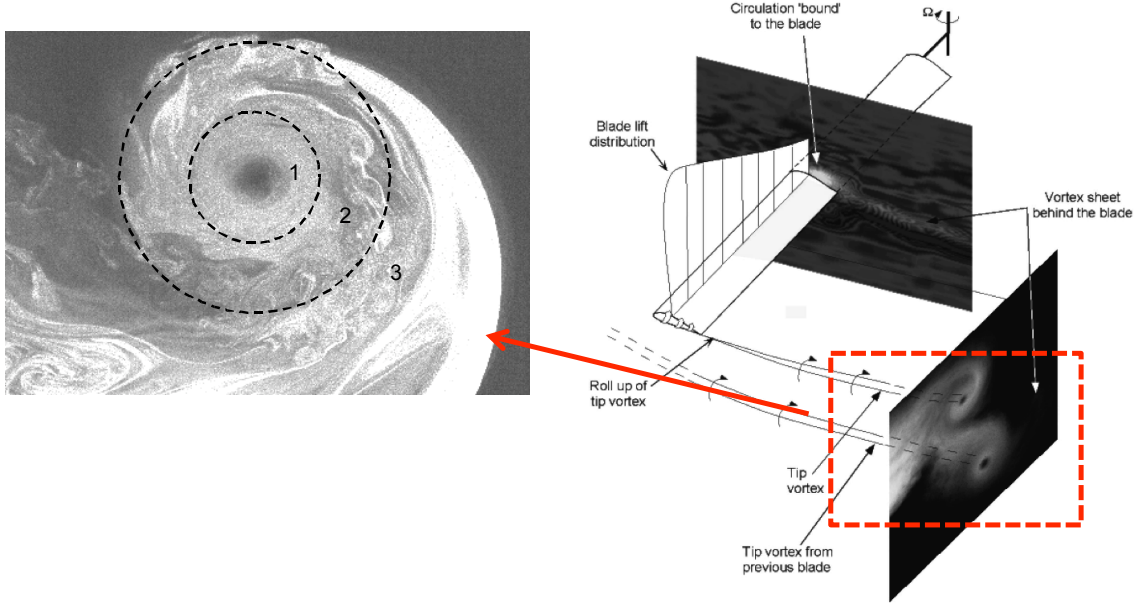 Circulation 'bound'
to the blade
Ω
Blade lift
distribution
1
2
3
Vortex sheet
behind the blade
Roll up of
tip vortex
Tip
vortex
Tip vortex from
previous blade